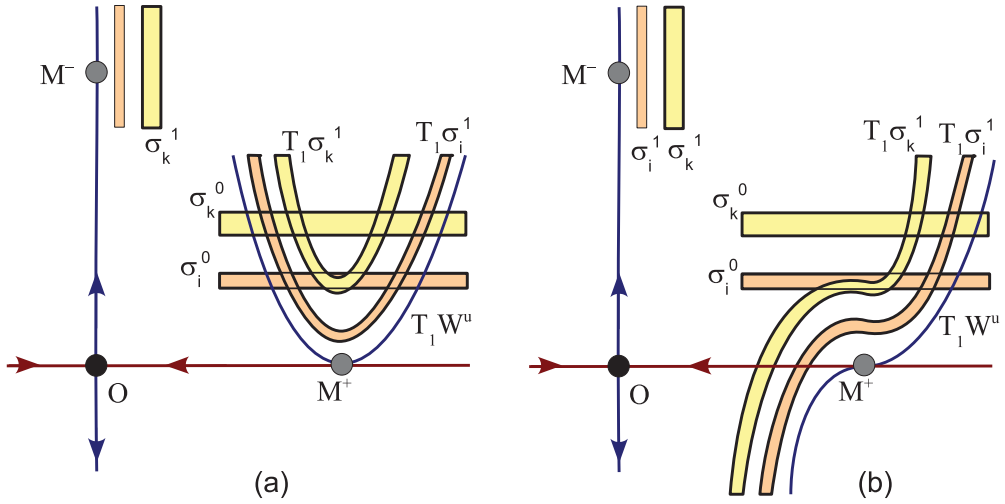 M⁻
σₖ¹
T₁σₖ¹
T₁σᵢ¹
σₖ⁰
σᵢ⁰
T₁Wᵘ
O
M⁺
(a)
M⁻
σᵢ¹
σₖ¹
T₁σₖ¹
T₁σᵢ¹
σₖ⁰
σᵢ⁰
T₁Wᵘ
O
M⁺
(b)